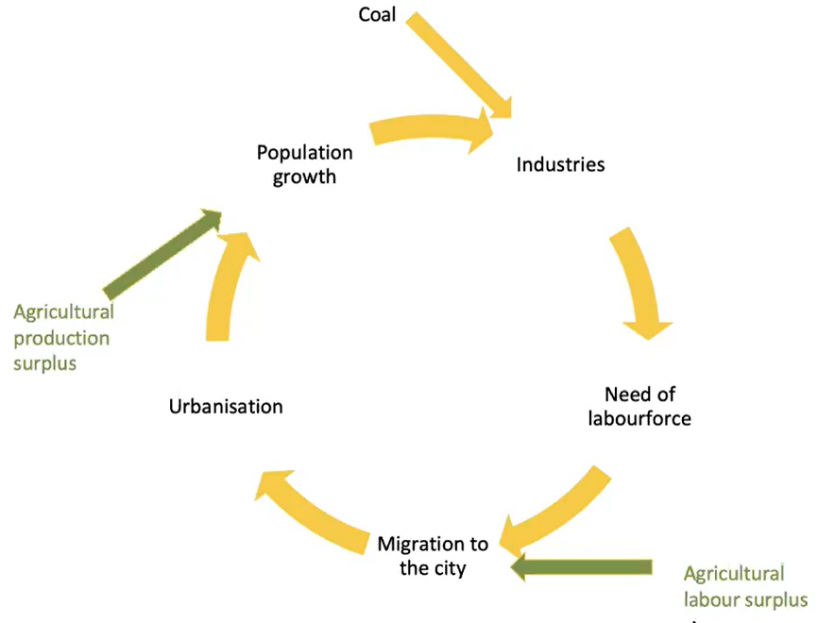 Coal
Population
growth
Industries
Agricultural
production
surplus
Urbanisation
Need of
labourforce
Migration to
the city
Agricultural
labour surplus